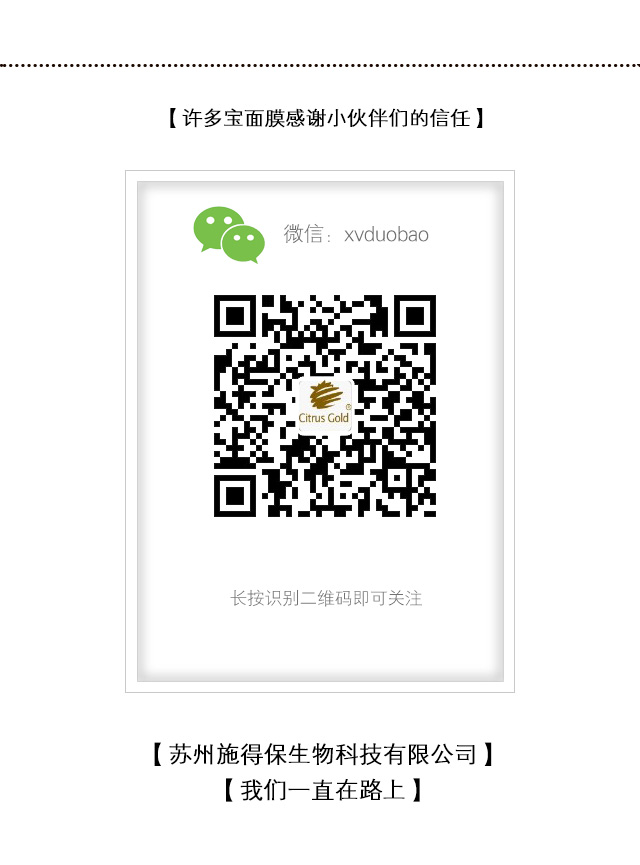 【许多宝面膜感谢小伙伴们的信任】
微信：xvduobao
Citrus Gold®
长按识别二维码即可关注
【苏州施得保生物科技有限公司】
【我们一直在路上】